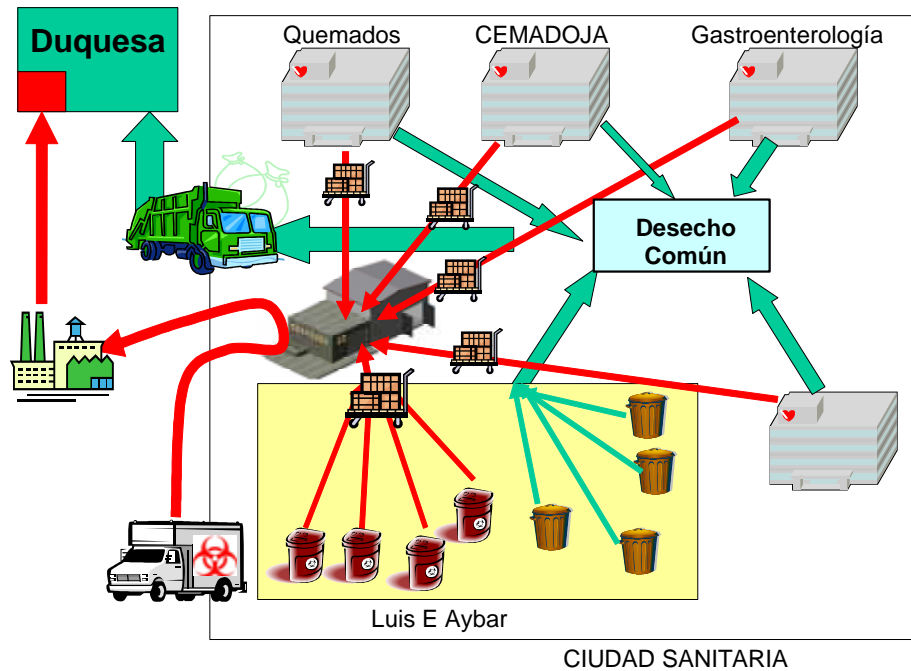 Duquesa
Quemados
CEMADOJA
Gastroenterología
Desecho
Común
Luis E Aybar
CIUDAD SANITARIA